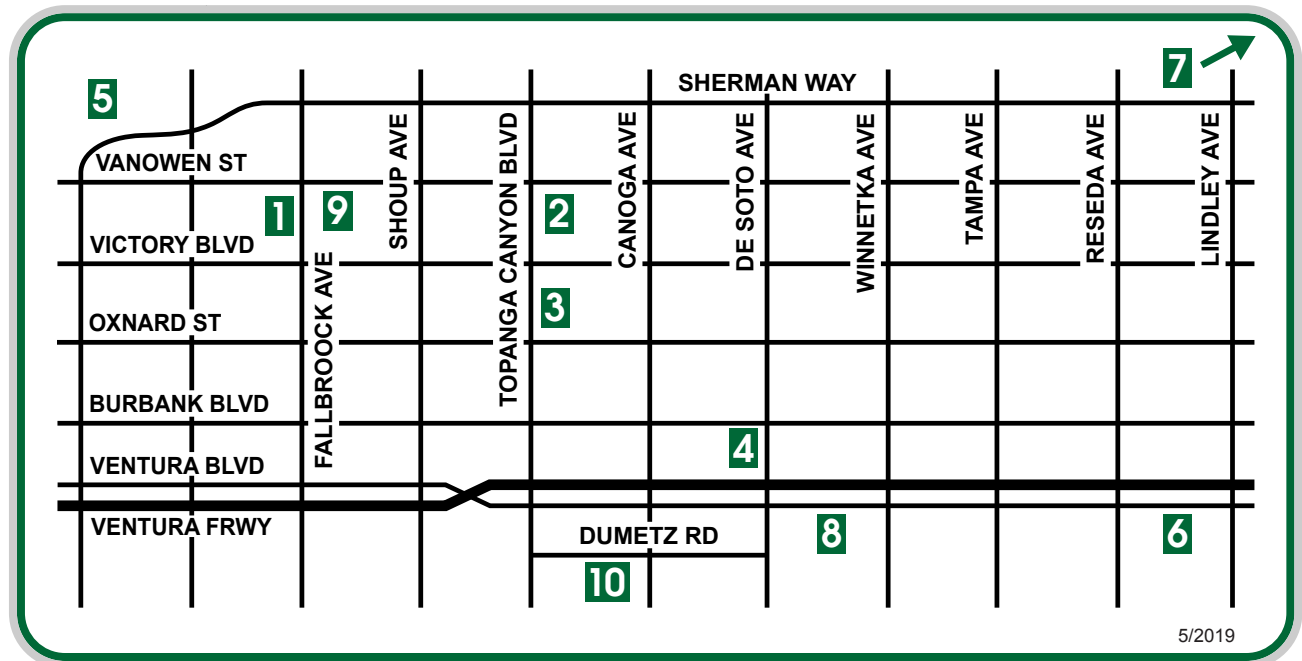 7
SHERMAN WAY
5
SHOUP AVE
TOPANGA CANYON BLVD
CANOGA AVE
DE SOTO AVE
WINNETKA AVE
TAMPA AVE
RESEDA AVE
LINDLEY AVE
VANOWEN ST
1
9
2
VICTORY BLVD
FALLBROOCK AVE
3
OXNARD ST
BURBANK BLVD
4
VENTURA BLVD
VENTURA FRWY
DUMETZ RD
8
6
10
5/2019